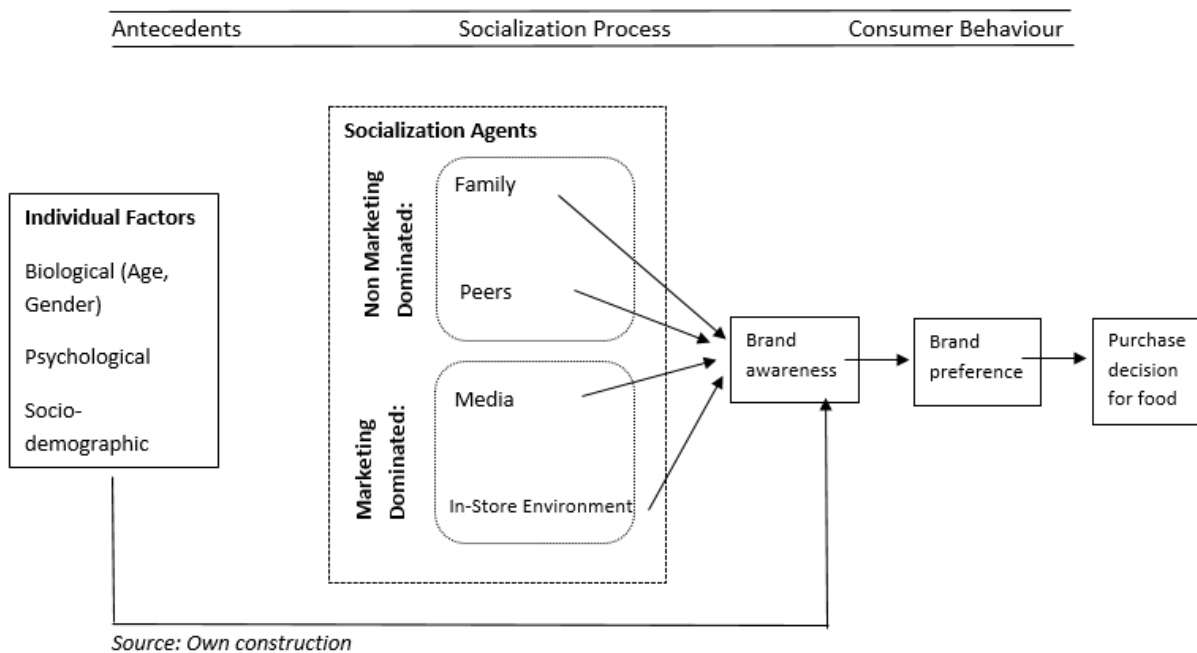 Antecedents Socialization Process Consumer Behaviour
Socialization Agents
Individual Factors
Biological (Age,
Gender)
Psychological
Socio-
demographic
Non Marketing
Dominated:
Family
Peers
Marketing
Dominated:
Media
In-Store Environment
Brand
awareness
Brand
preference
Purchase
decision
for food
Source: Own construction